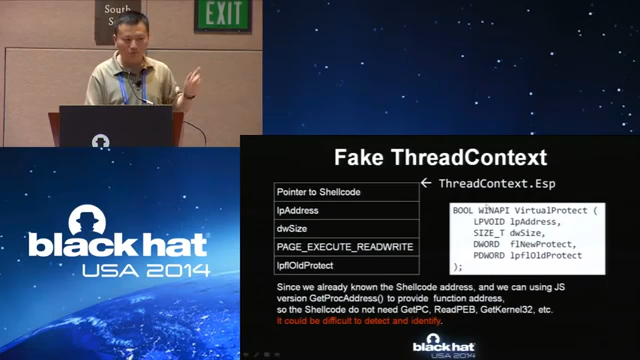 South
EXIT
black hat
USA 2014
Fake ThreadContext
Pointer to Shellcode
← ThreadContext.Esp
lpAddress
dwSize
PAGE_EXECUTE_READWRITE
lpflOldProtect
BOOL WINAPI VirtualProtect (
LPVOID lpAddress,
SIZE_T dwSize,
DWORD flNewProtect,
PDWORD lpflOldProtect
);
Since we already known the Shellcode address, and we can using JS
version GetProcAddress() to provide function address,
so the Shellcode do not need GetPC, ReadPEB, GetKernel32, etc.
It could be difficult to detect and identify.
black hat
USA 2014